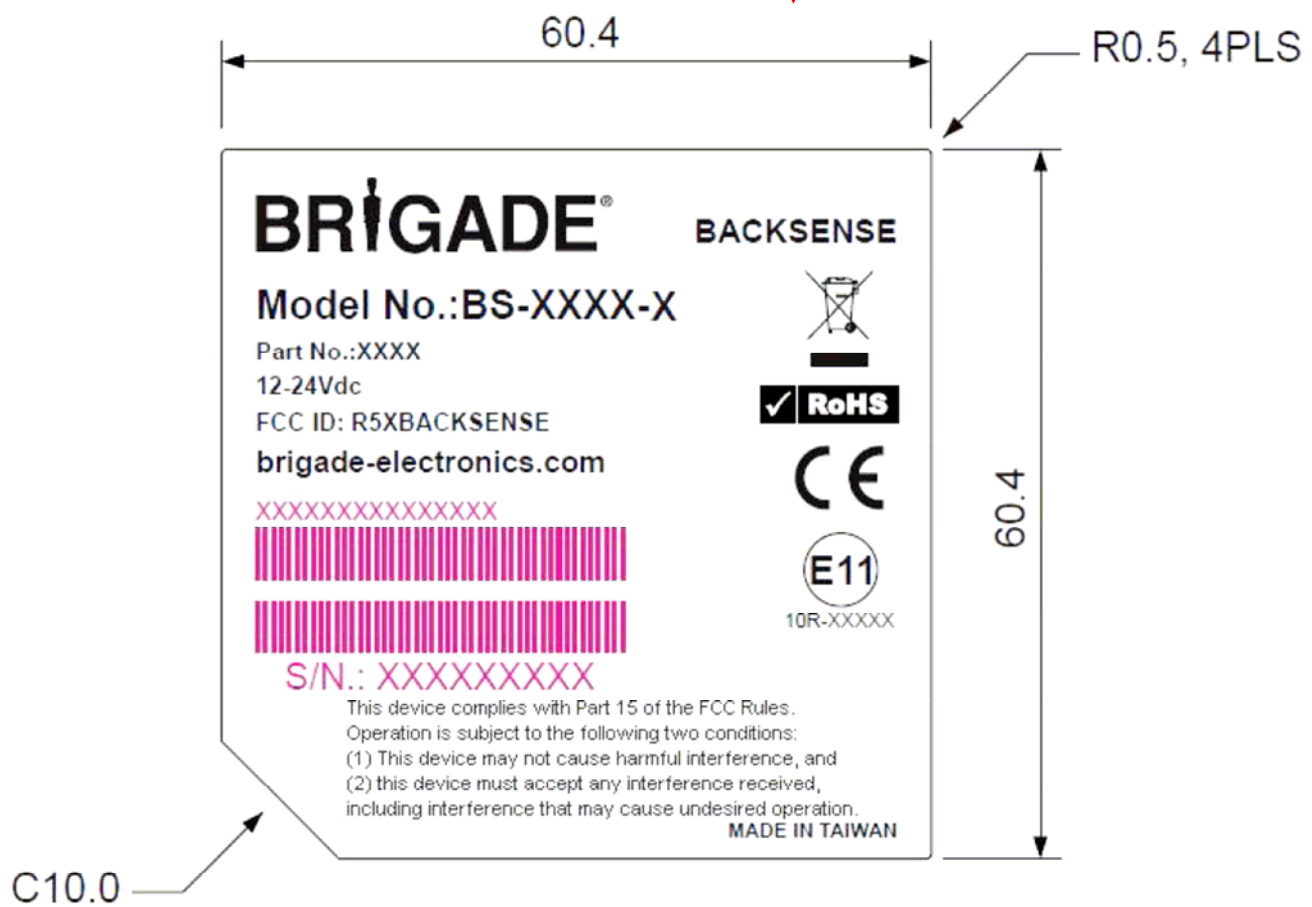 60.4
R0.5, 4PLS
BRIGADE®
BACKSENSE
Model No.:BS-XXXX-X
Part No.:XXXX
12-24Vdc
FCC ID: R5XBACKSENSE
brigade-electronics.com
RoHS
CE
60.4
XXXXXXXXXXXXXXX
E11
10R-XXXXX
S/N.: XXXXXXXXX
This device complies with Part 15 of the FCC Rules.
Operation is subject to the following two conditions:
(1) This device may not cause harmful interference, and
(2) this device must accept any interference received,
including interference that may cause undesired operation.
MADE IN TAIWAN
C10.0